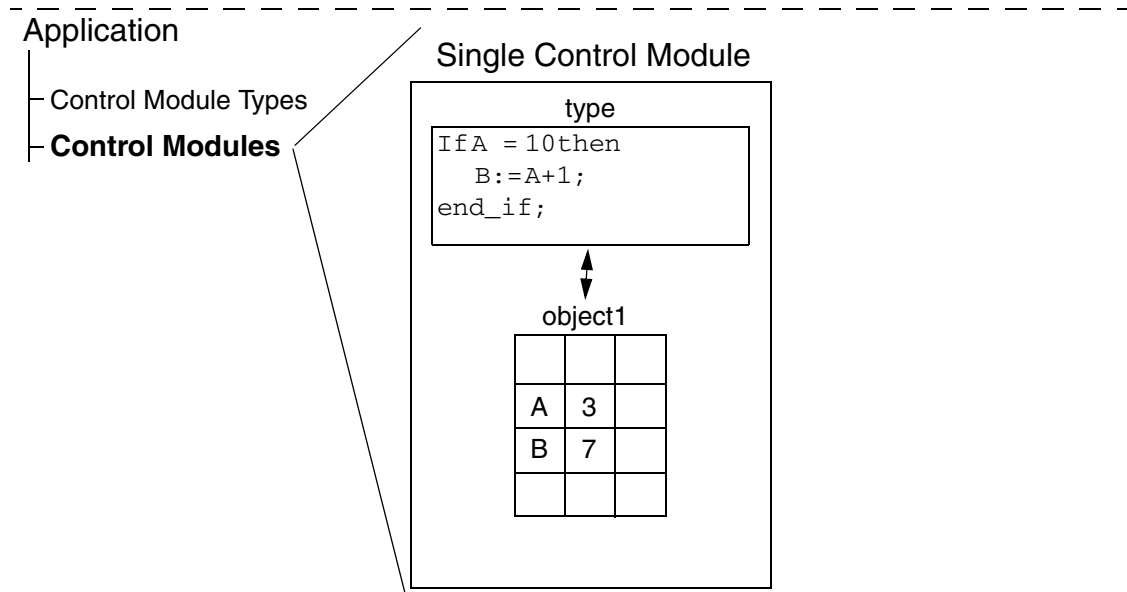 Application
Control Module Types
Control Modules
Single Control Module
type
IfA = 10then
B:=A+1;
end_if;
object1
A 3
B 7